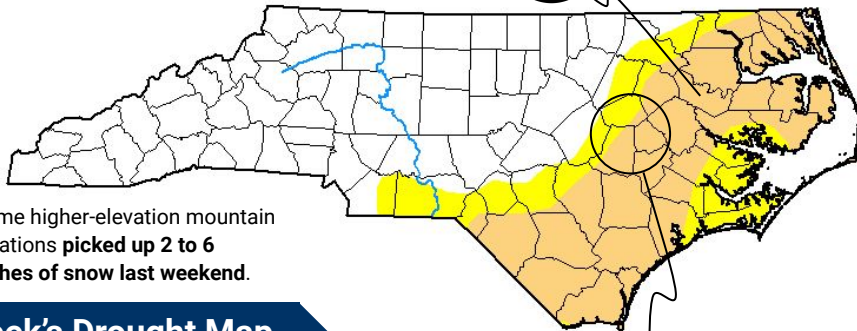 me higher-elevation mountain
ations picked up 2 to 6
hes of snow last weekend.
ek's Drought Map